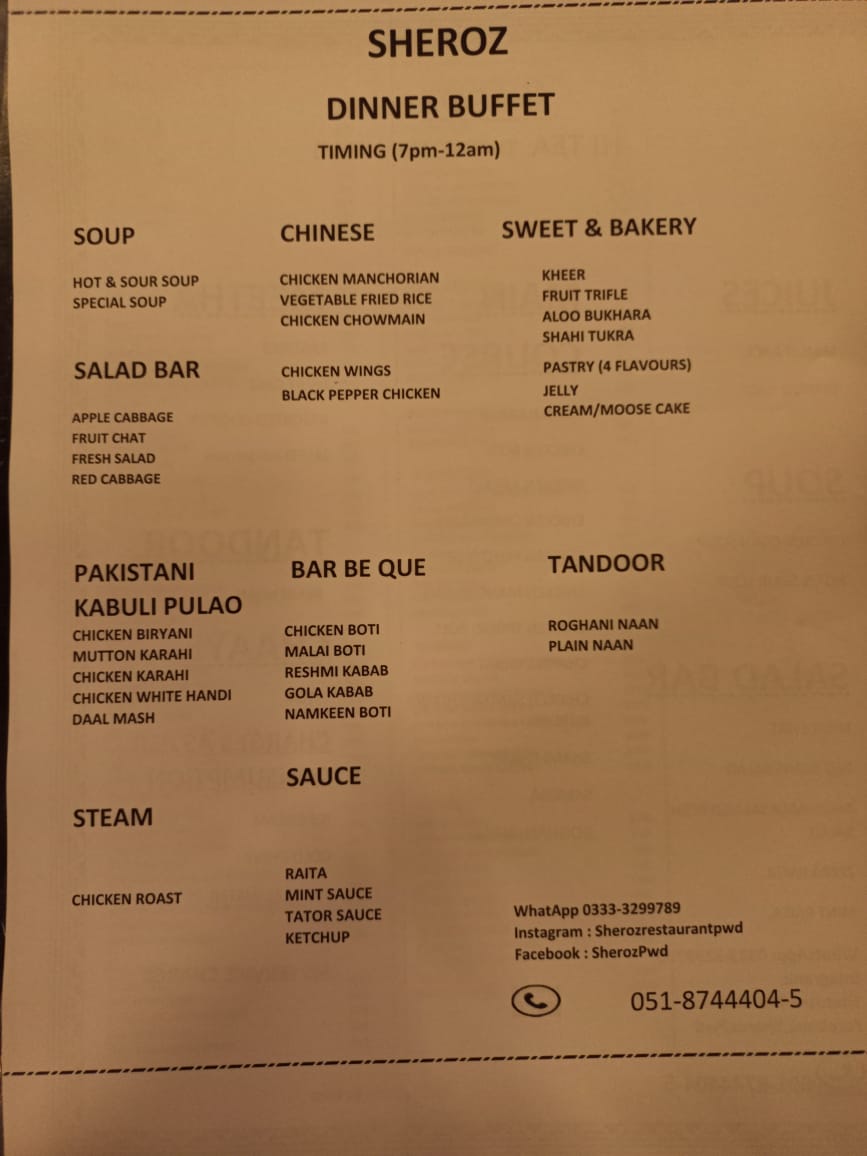 SHEROZ
DINNER BUFFET
TIMING (7pm-12am)
SOUP
HOT & SOUR SOUP
SPECIAL SOUP
CHINESE
CHICKEN MANCHORIAN
VEGETABLE FRIED RICE
CHICKEN CHOWMAIN
CHICKEN WINGS
BLACK PEPPER CHICKEN
SWEET & BAKERY
KHEER
FRUIT TRIFLE
ALOO BUKHARA
SHAHI TUKRA
PASTRY (4 FLAVOURS)
JELLY
CREAM/MOOSE CAKE
SALAD BAR
APPLE CABBAGE
FRUIT CHAT
FRESH SALAD
RED CABBAGE
PAKISTANI
KABULI PULAO
CHICKEN BIRYANI
MUTTON KARAHI
CHICKEN KARAHI
CHICKEN WHITE HANDI
DAAL MASH
BAR BE QUE
CHICKEN BOTI
MALAI BOTI
RESHMI KABAB
GOLA KABAB
NAMKEEN BOTI
TANDOOR
ROGHANI NAAN
PLAIN NAAN
STEAM
CHICKEN ROAST
SAUCE
RAITA
MINT SAUCE
TATOR SAUCE
KETCHUP
WhatApp 0333-3299789
Instagram : Sherozrestaurantpwd
Facebook : SherozPwd
051-8744404-5